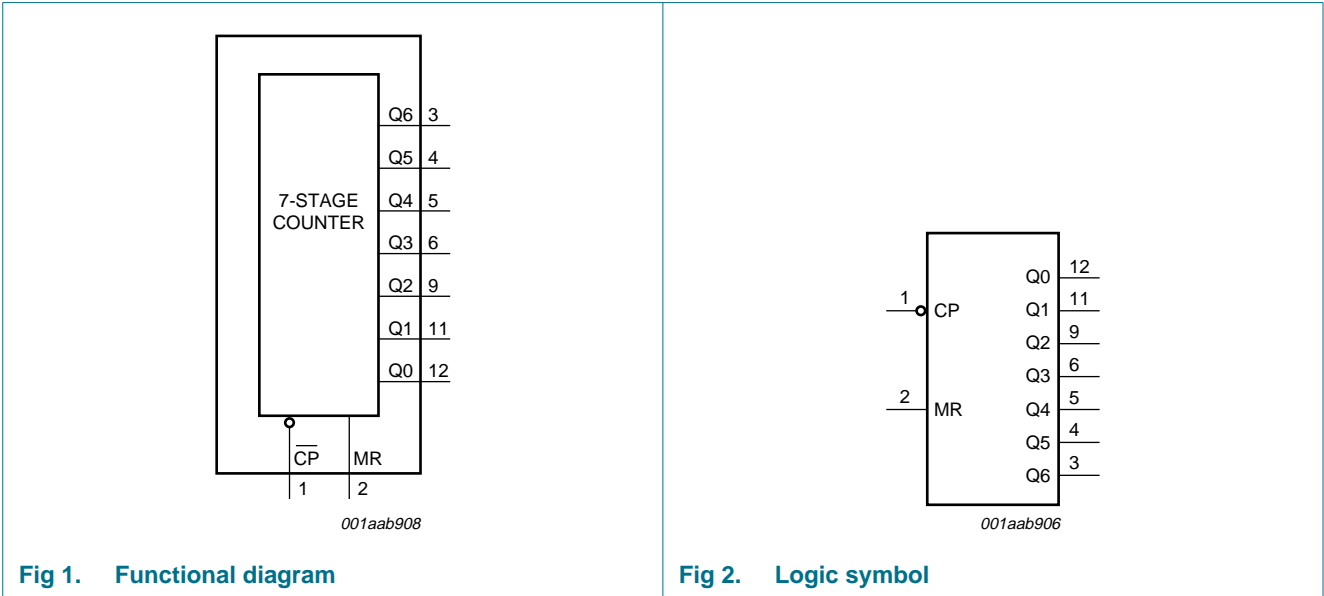 Q6 3
Q5 4
7-STAGE
COUNTER
Q4 5
Q3 6
Q2 9
Q1 11
Q0 12
C̅P̅ MR
1 2
001aab908
Fig 1. Functional diagram
Q0 12
1 CP Q1 11
Q2 9
Q3 6
2 MR Q4 5
Q5 4
Q6 3
001aab906
Fig 2. Logic symbol